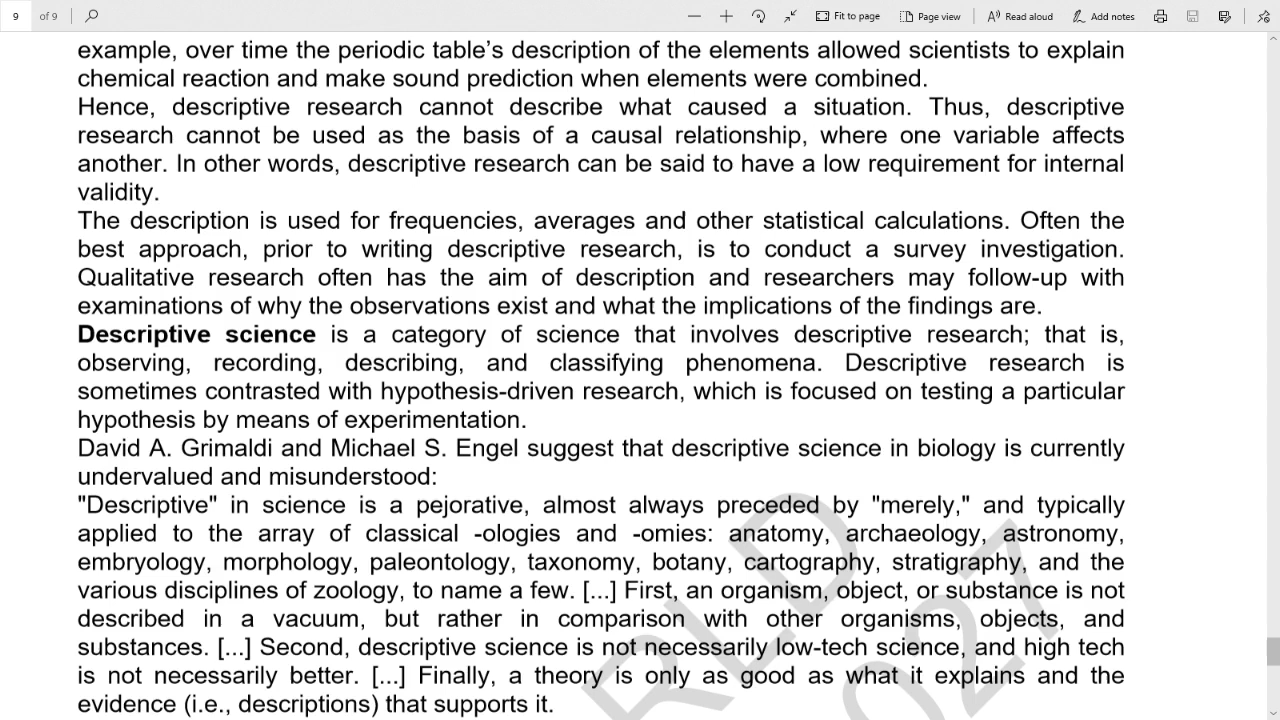 9 of 9 Fit to page Page view Read aloud Add notes
example, over time the periodic table’s description of the elements allowed scientists to explain
chemical reaction and make sound prediction when elements were combined.
Hence, descriptive research cannot describe what caused a situation. Thus, descriptive
research cannot be used as the basis of a causal relationship, where one variable affects
another. In other words, descriptive research can be said to have a low requirement for internal
validity.
The description is used for frequencies, averages and other statistical calculations. Often the
best approach, prior to writing descriptive research, is to conduct a survey investigation.
Qualitative research often has the aim of description and researchers may follow-up with
examinations of why the observations exist and what the implications of the findings are.
Descriptive science is a category of science that involves descriptive research; that is,
observing, recording, describing, and classifying phenomena. Descriptive research is
sometimes contrasted with hypothesis-driven research, which is focused on testing a particular
hypothesis by means of experimentation.
David A. Grimaldi and Michael S. Engel suggest that descriptive science in biology is currently
undervalued and misunderstood:
"Descriptive" in science is a pejorative, almost always preceded by "merely," and typically
applied to the array of classical -ologies and -omies: anatomy, archaeology, astronomy,
embryology, morphology, paleontology, taxonomy, botany, cartography, stratigraphy, and the
various disciplines of zoology, to name a few. [...] First, an organism, object, or substance is not
described in a vacuum, but rather in comparison with other organisms, objects, and
substances. [...] Second, descriptive science is not necessarily low-tech science, and high tech
is not necessarily better. [...] Finally, a theory is only as good as what it explains and the
evidence (i.e., descriptions) that supports it.
RLD
027